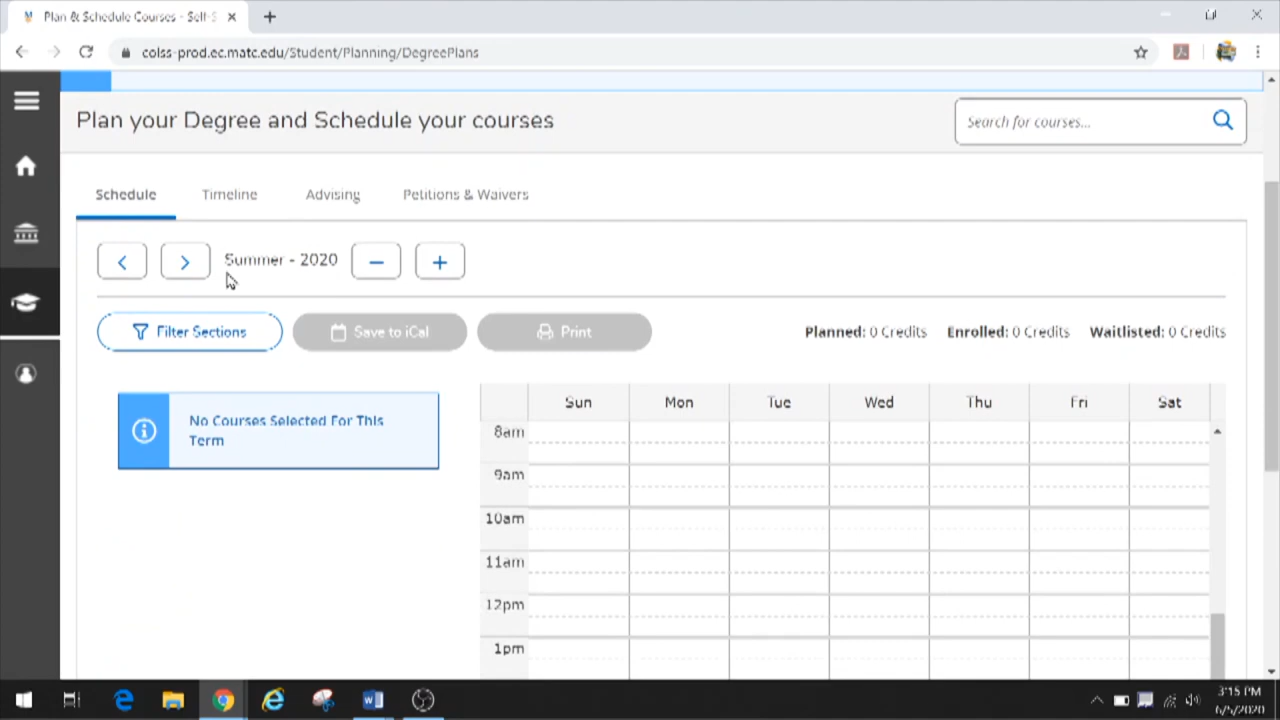 Plan & Schedule Courses - Self-S
colss-prod.ec.matc.edu/Student/Planning/DegreePlans
Plan your Degree and Schedule your courses
Search for courses...
Schedule Timeline Advising Petitions & Waivers
Summer - 2020
Filter Sections Save to iCal Print Planned: 0 Credits Enrolled: 0 Credits Waitlisted: 0 Credits
No Courses Selected For This
Term
Sun Mon Tue Wed Thu Fri Sat
8am
9am
10am
11am
12pm
1pm
3:15 PM
6/5/2020